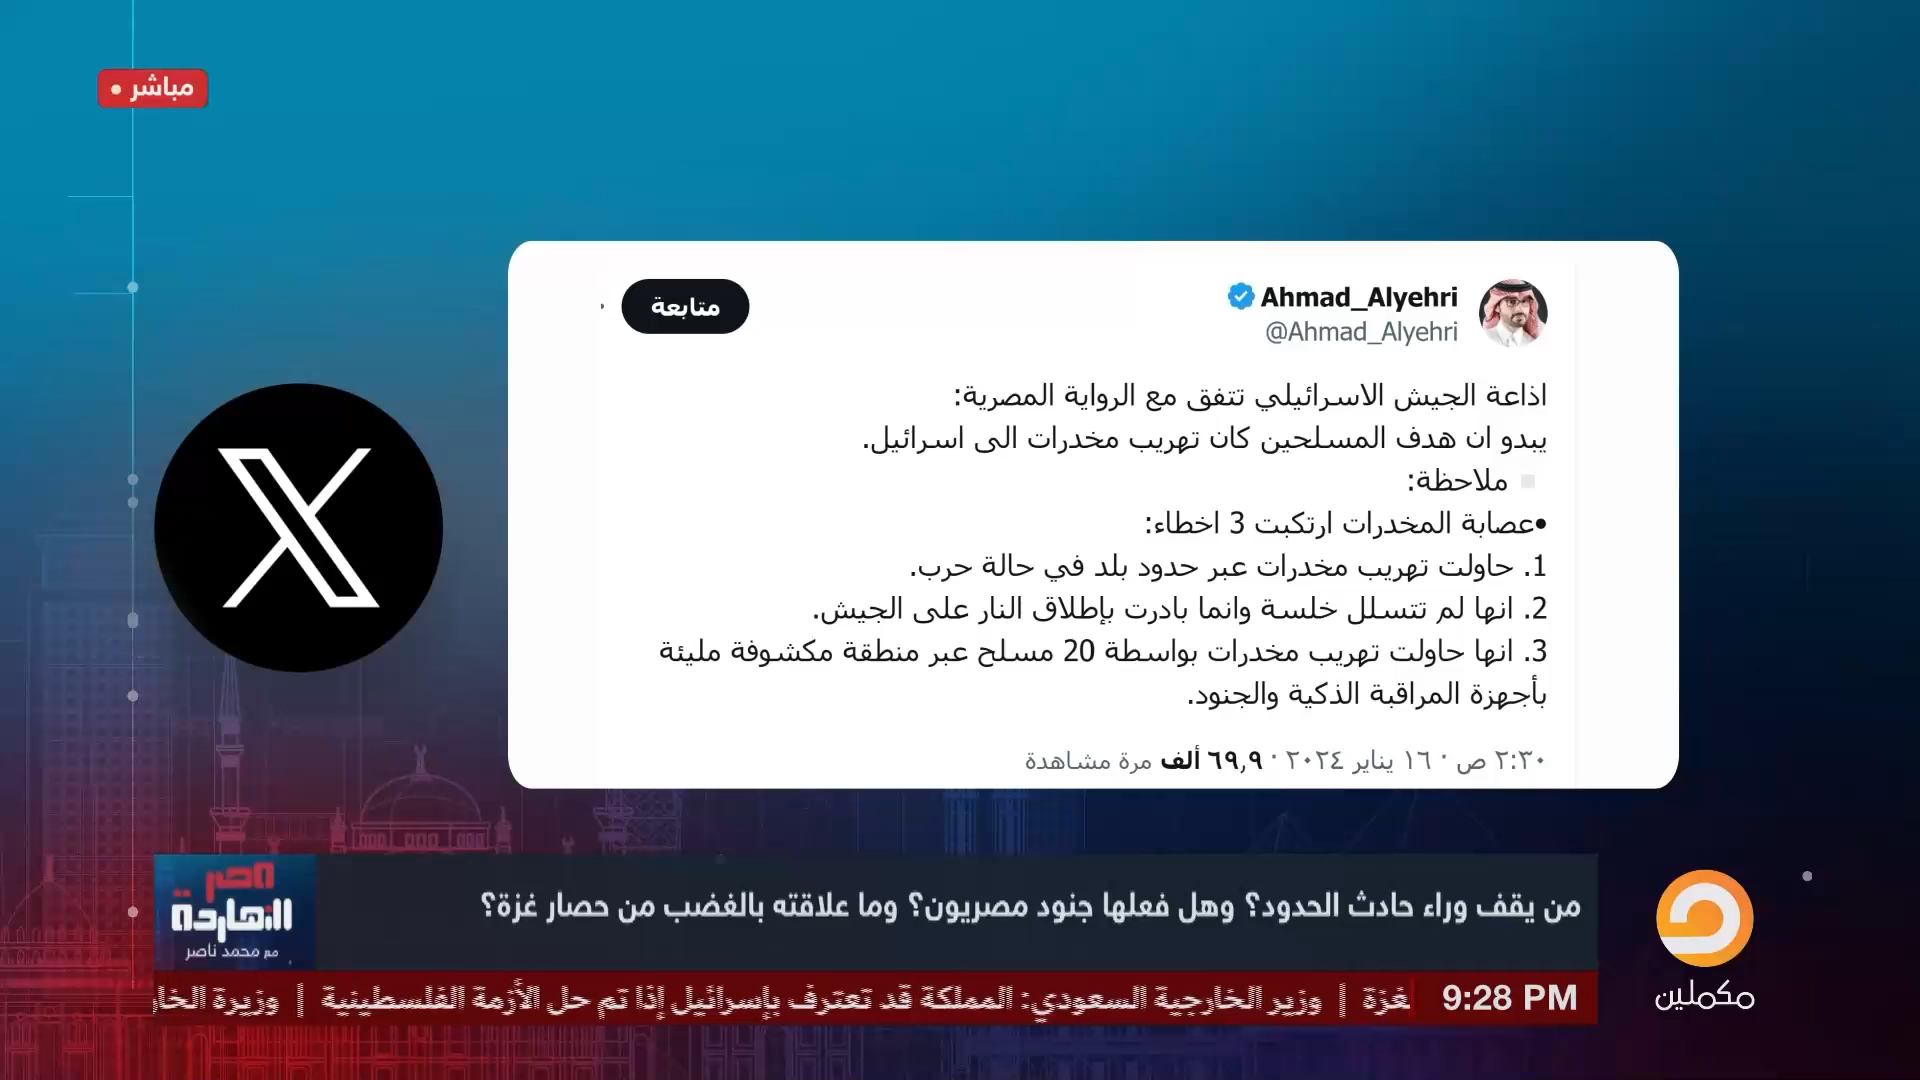 مباشر
متابعة
Ahmad_Alyehri
@Ahmad_Alyehri
اذاعة الجيش الاسرائيلي تتفق مع الرواية المصرية:
يبدو ان هدف المسلحين كان تهريب مخدرات الى اسرائيل.
ملاحظة:
•عصابة المخدرات ارتكبت 3 اخطاء:
1. حاولت تهريب مخدرات عبر حدود بلد في حالة حرب.
2. انها لم تتسلل خلسة وانما بادرت بإطلاق النار على الجيش.
3. انها حاولت تهريب مخدرات بواسطة 20 مسلح عبر منطقة مكشوفة مليئة
بأجهزة المراقبة الذكية والجنود.
٢:٣٠ ص · ١٦ يناير ٢٠٢٤ · ٦٩,٩ ألف مرة مشاهدة
من يقف وراء حادث الحدود؟ وهل فعلها جنود مصريون؟ وما علاقته بالغضب من حصار غزة؟
مصر
النهاردة
مع محمد ناصر
9:28 PM
غزة | وزير الخارجية السعودي: المملكة قد تعترف بإسرائيل إذا تم حل الأزمة الفلسطينية | وزيرة
مكملين